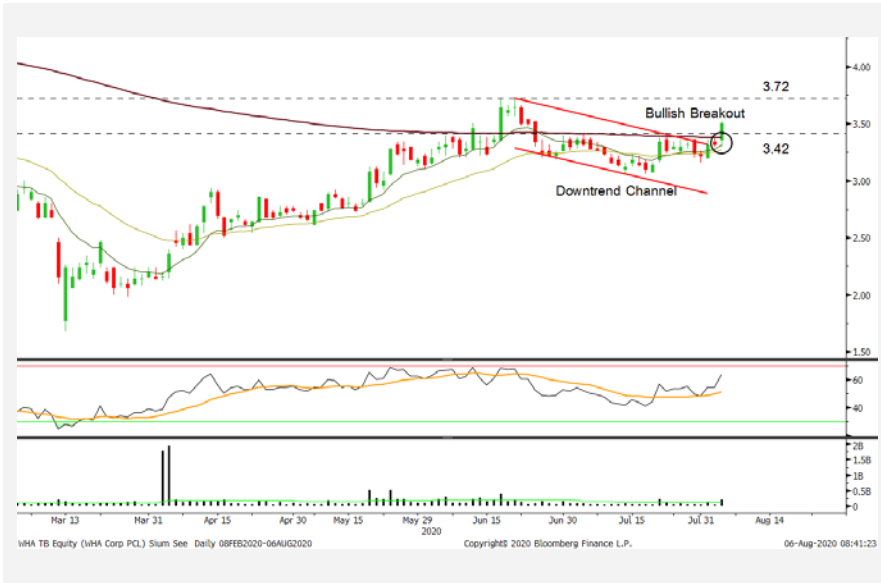 4.00
3.72
3.50
Bullish Breakout
3.42
3.00
Downtrend Channel
2.50
2.00
1.50
60
40
2B
1.5B
1B
0.5B
0
Mar 13 Mar 31 Apr 15 Apr 30 May 15 May 29 Jun 15 Jun 30 Jul 15 Jul 31 Aug 14
2020
WHA TB Equity (WHA Corp PCL) Sium See Daily 08FEB2020-06AUG2020 Copyright© 2020 Bloomberg Finance L.P. 06-Aug-2020 08:41:23